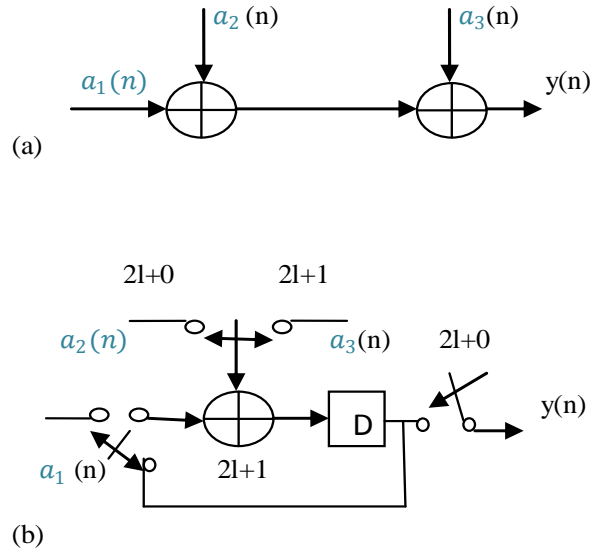 a₂(n) a₃(n)
a₁(n) y(n)
(a)
2l+0 2l+1
a₂(n) a₃(n) 2l+0
D y(n)
a₁ (n) 2l+1
(b)